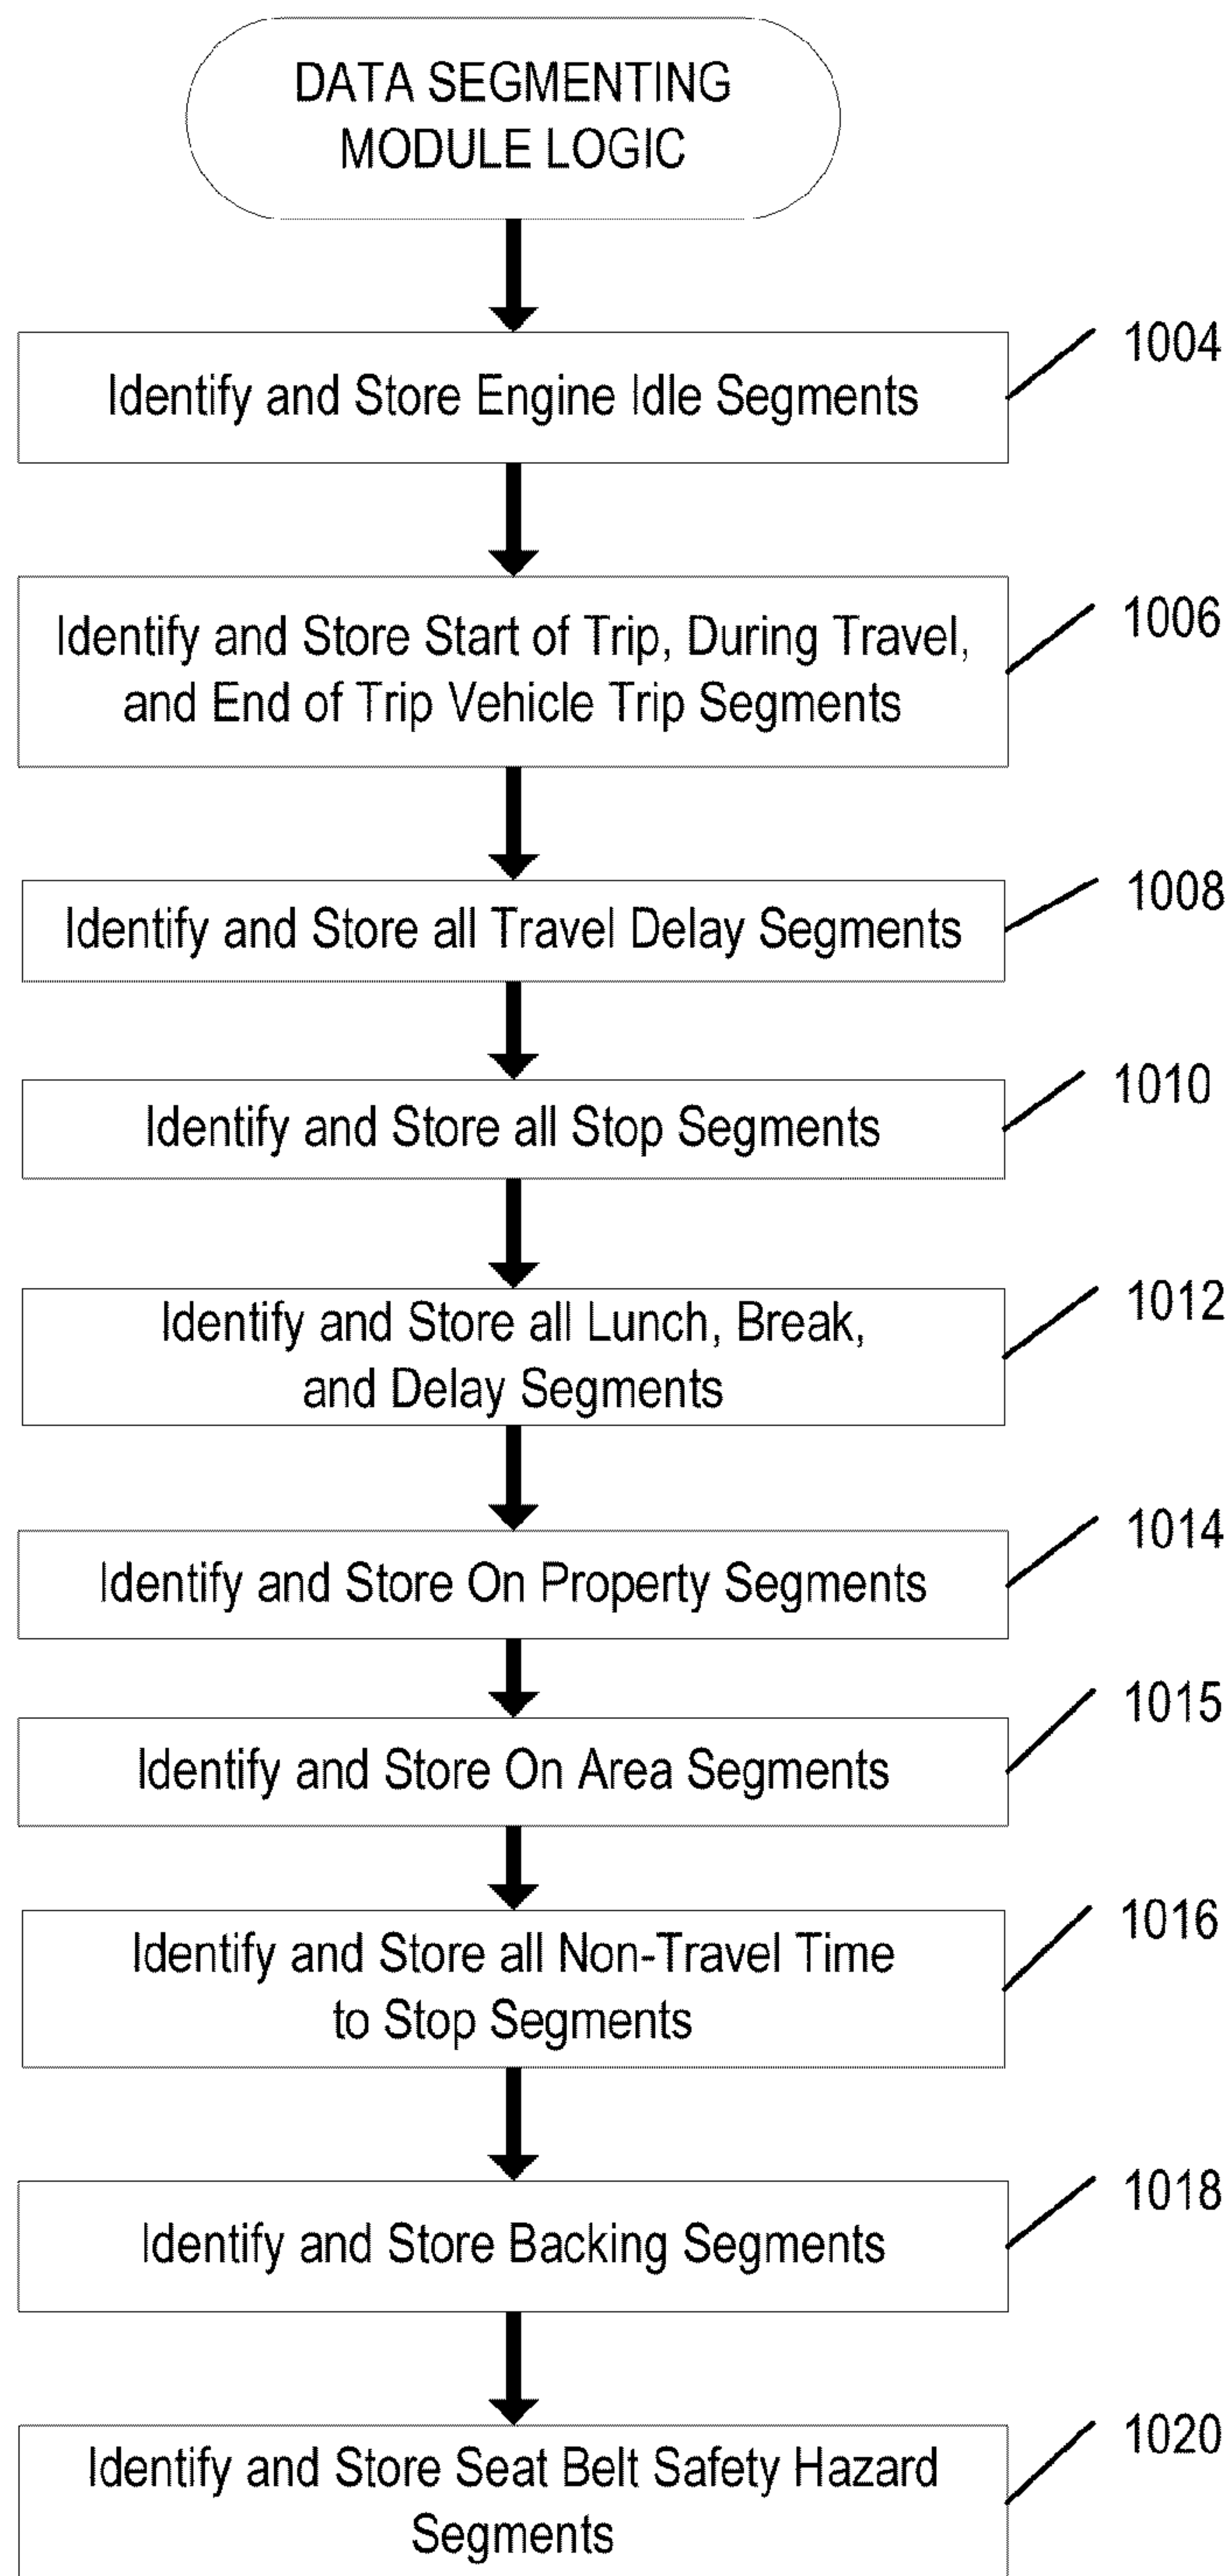 DATA SEGMENTING
MODULE LOGIC
1004
Identify and Store Engine Idle Segments
1006
Identify and Store Start of Trip, During Travel,
and End of Trip Vehicle Trip Segments
1008
Identify and Store all Travel Delay Segments
1010
Identify and Store all Stop Segments
1012
Identify and Store all Lunch, Break,
and Delay Segments
1014
Identify and Store On Property Segments
1015
Identify and Store On Area Segments
1016
Identify and Store all Non-Travel Time
to Stop Segments
1018
Identify and Store Backing Segments
1020
Identify and Store Seat Belt Safety Hazard
Segments